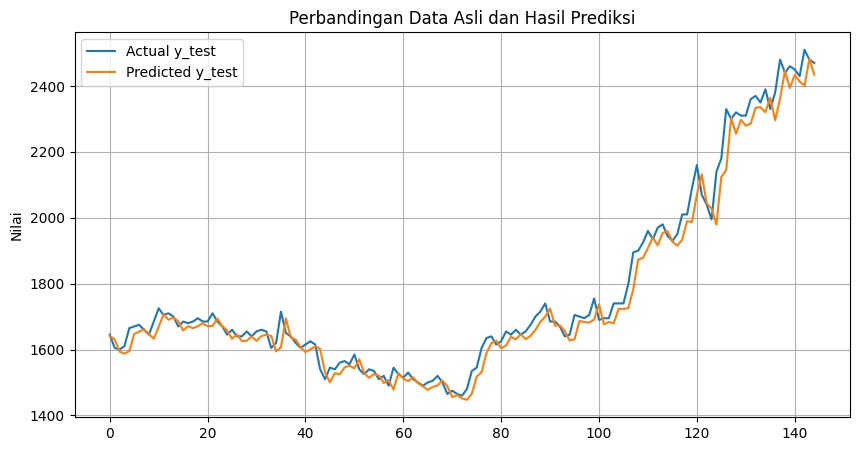 Perbandingan Data Asli dan Hasil Prediksi
Actual y_test
Predicted y_test
Nilai
2400
2200
2000
1800
1600
1400
0 20 40 60 80 100 120 140